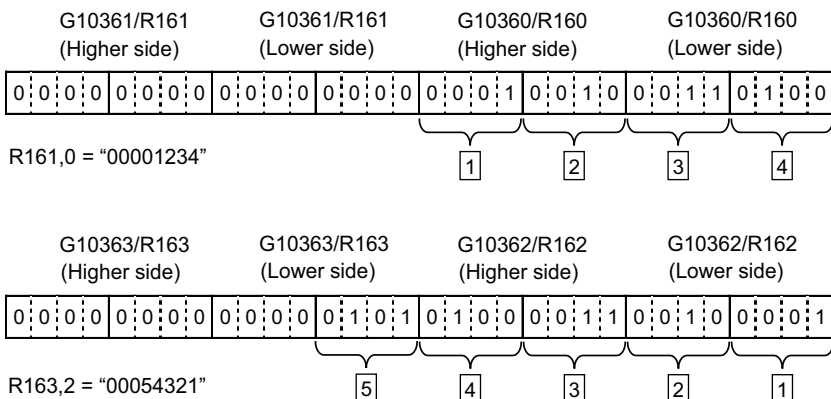 G10361/R161 G10361/R161 G10360/R160 G10360/R160
(Higher side) (Lower side) (Higher side) (Lower side)
0 0 0 0 0 0 0 0 0 0 0 0 0 0 0 0 0 0 0 1 0 0 1 0 0 0 1 1 0 1 0 0
R161,0 = “00001234”
1 2 3 4
G10363/R163 G10363/R163 G10362/R162 G10362/R162
(Higher side) (Lower side) (Higher side) (Lower side)
0 0 0 0 0 0 0 0 0 0 0 0 0 1 0 1 0 1 0 0 0 0 1 1 0 0 1 0 0 0 0 1
R163,2 = “00054321”
5 4 3 2 1